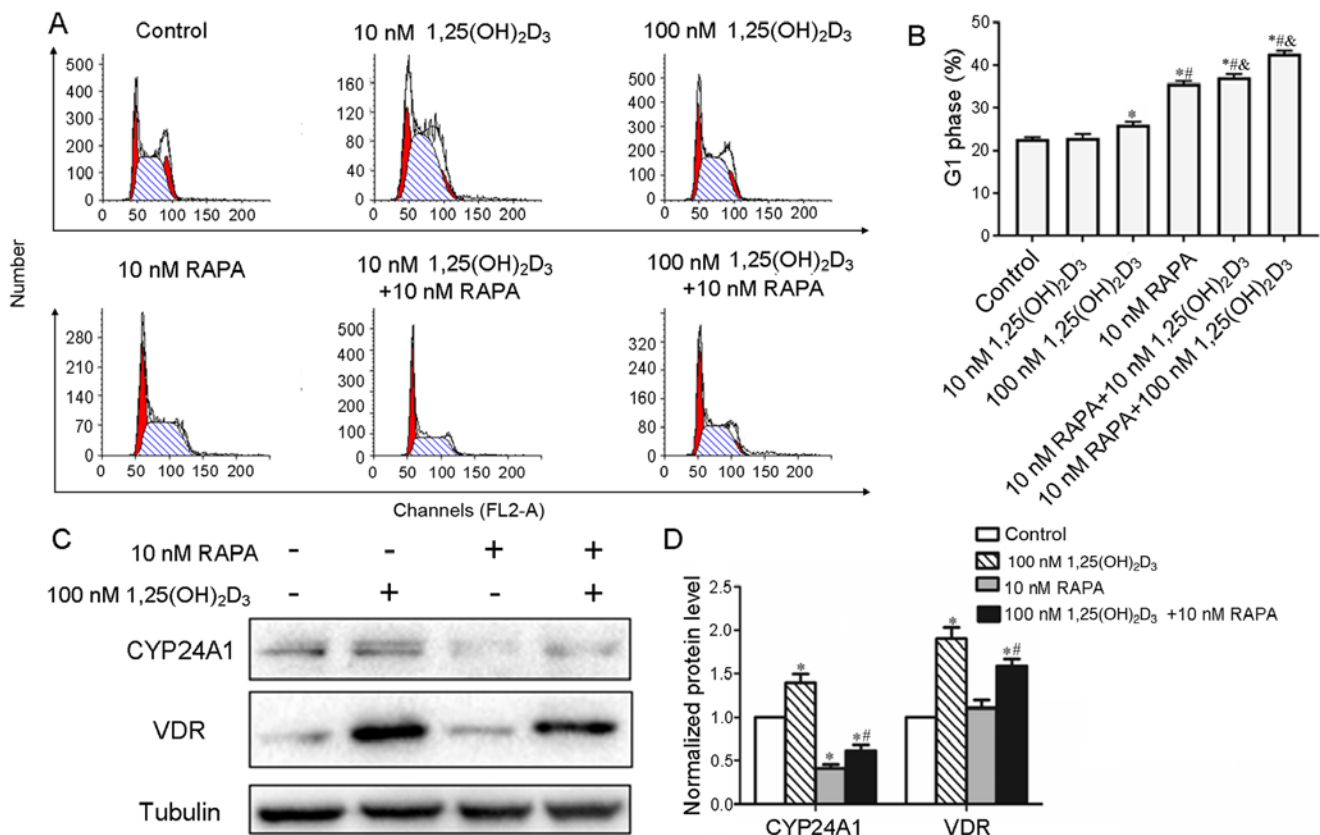 A
Control
10 nM 1,25(OH)₂D₃
100 nM 1,25(OH)₂D₃
500
400
300
200
100
0
0 50 100 150 200
160
120
80
40
0
0 50 100 150 200
500
400
300
200
100
0
0 50 100 150 200
Number
10 nM RAPA
10 nM 1,25(OH)₂D₃
+10 nM RAPA
100 nM 1,25(OH)₂D₃
+10 nM RAPA
280
210
140
70
0
0 50 100 150 200 250
500
400
300
200
100
0
0 50 100 150 200 250
320
240
160
80
0
0 50 100 150 200 250
Channels (FL2-A)
B
G1 phase (%)
50
40
30
20
10
0
*
*#
*#&
*#&
Control
10 nM 1,25(OH)₂D₃
100 nM 1,25(OH)₂D₃
10 nM RAPA
10 nM RAPA+10 nM 1,25(OH)₂D₃
10 nM RAPA+100 nM 1,25(OH)₂D₃
C
10 nM RAPA - - + +
100 nM 1,25(OH)₂D₃ - + - +
CYP24A1
VDR
Tubulin
D
Control
100 nM 1,25(OH)₂D₃
10 nM RAPA
100 nM 1,25(OH)₂D₃ +10 nM RAPA
Normalized protein level
2.5
2.0
1.5
1.0
0.5
0.0
*
*
*#
*
*#
CYP24A1
VDR